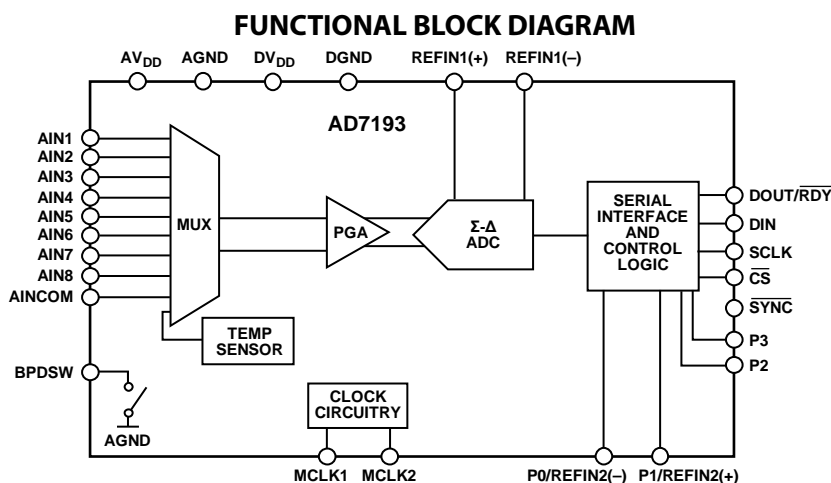 FUNCTIONAL BLOCK DIAGRAM
AVDD AGND DVDD DGND REFIN1(+) REFIN1(–)
AD7193
AIN1
AIN2
AIN3
AIN4
AIN5
AIN6
AIN7
AIN8
AINCOM
MUX
PGA
Σ-Δ
ADC
SERIAL
INTERFACE
AND
CONTROL
LOGIC
DOUT/RDY
DIN
SCLK
CS
SYNC
P3
P2
TEMP
SENSOR
BPDSW
AGND
CLOCK
CIRCUITRY
MCLK1 MCLK2 P0/REFIN2(–) P1/REFIN2(+)